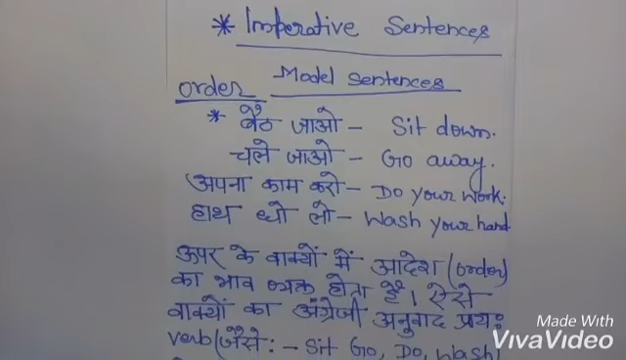 * Imperative Sentences
Model Sentences
order
* बैठ जाओ - Sit down.
चले जाओ - Go away.
अपना काम करो - Do your work.
हाथ धो लो - Wash your hand
ऊपर के वाक्यों में आदेश (order)
का भाव व्यक्त होता है। ऐसे
वाक्यों का अंग्रेजी अनुवाद प्रय:
verb (जैसे: - Sit Go, Do, Wash)
Made With
VivaVideo